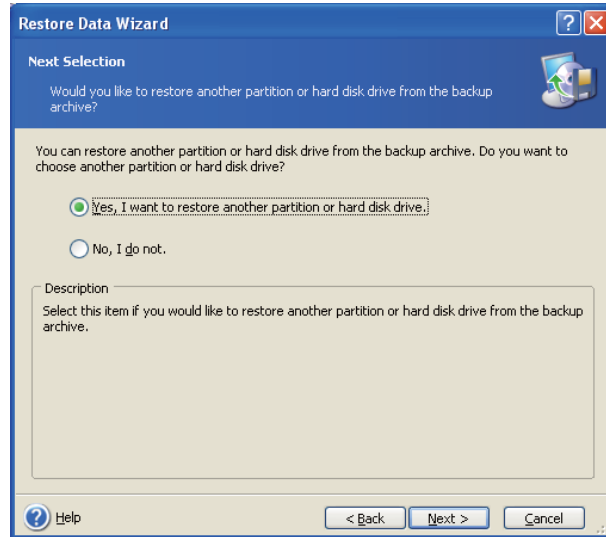 Restore Data Wizard
Next Selection
Would you like to restore another partition or hard disk drive from the backup
archive?
You can restore another partition or hard disk drive from the backup archive. Do you want to
choose another partition or hard disk drive?
Yes, I want to restore another partition or hard disk drive.
No, I do not.
Description
Select this item if you would like to restore another partition or hard disk drive from the backup
archive.
? Help
< Back
Next >
Cancel